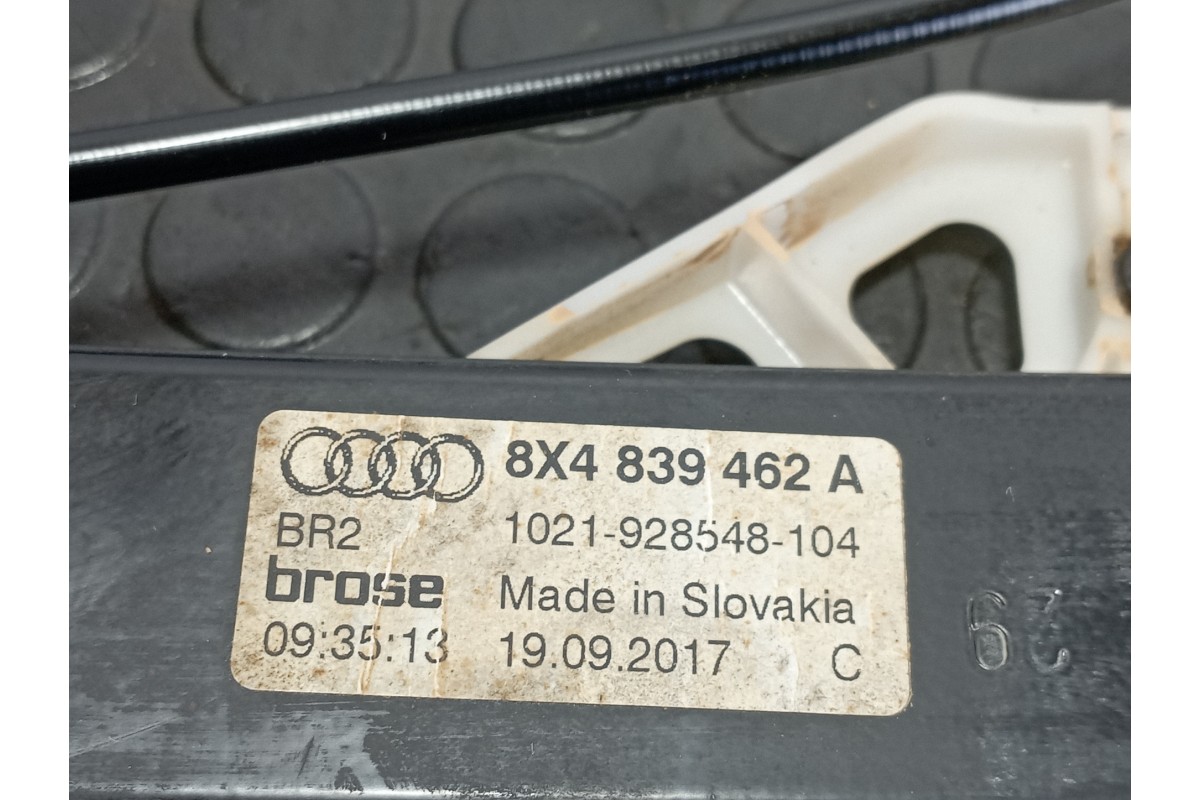 8X4 839 462 A
BR2 1021-928548-104
brose Made in Slovakia
09:35:13 19.09.2017 C